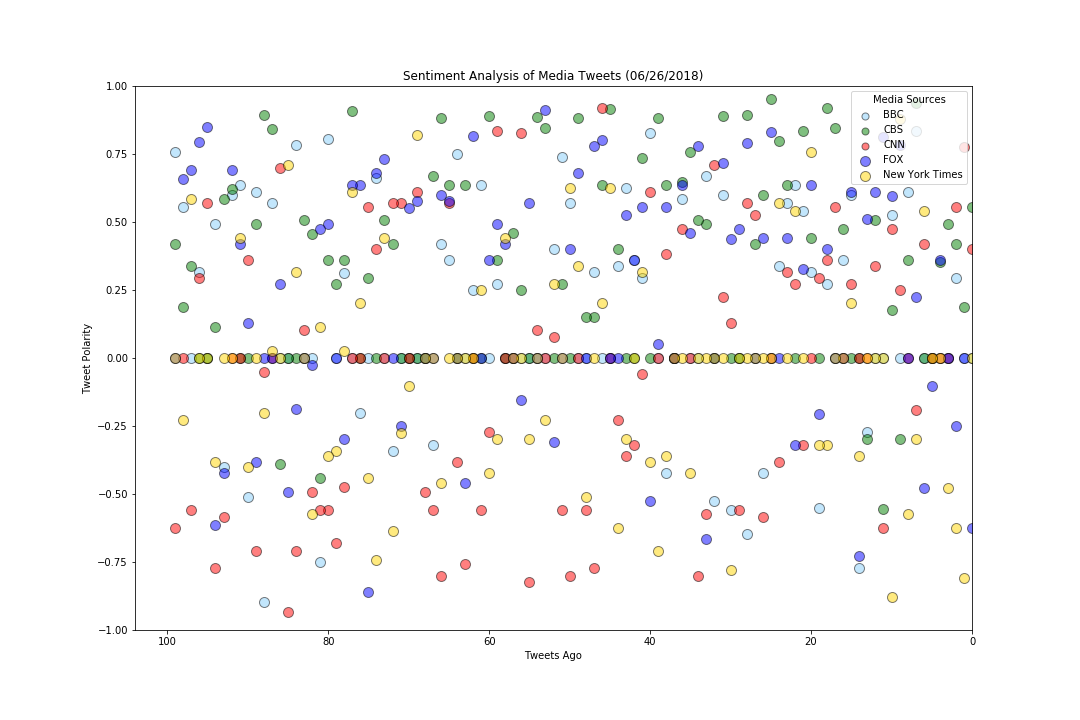 Sentiment Analysis of Media Tweets (06/26/2018)
Media Sources
BBC
CBS
CNN
FOX
New York Times
Tweet Polarity
1.00
0.75
0.50
0.25
0.00
−0.25
−0.50
−0.75
−1.00
100
80
60
40
20
0
Tweets Ago